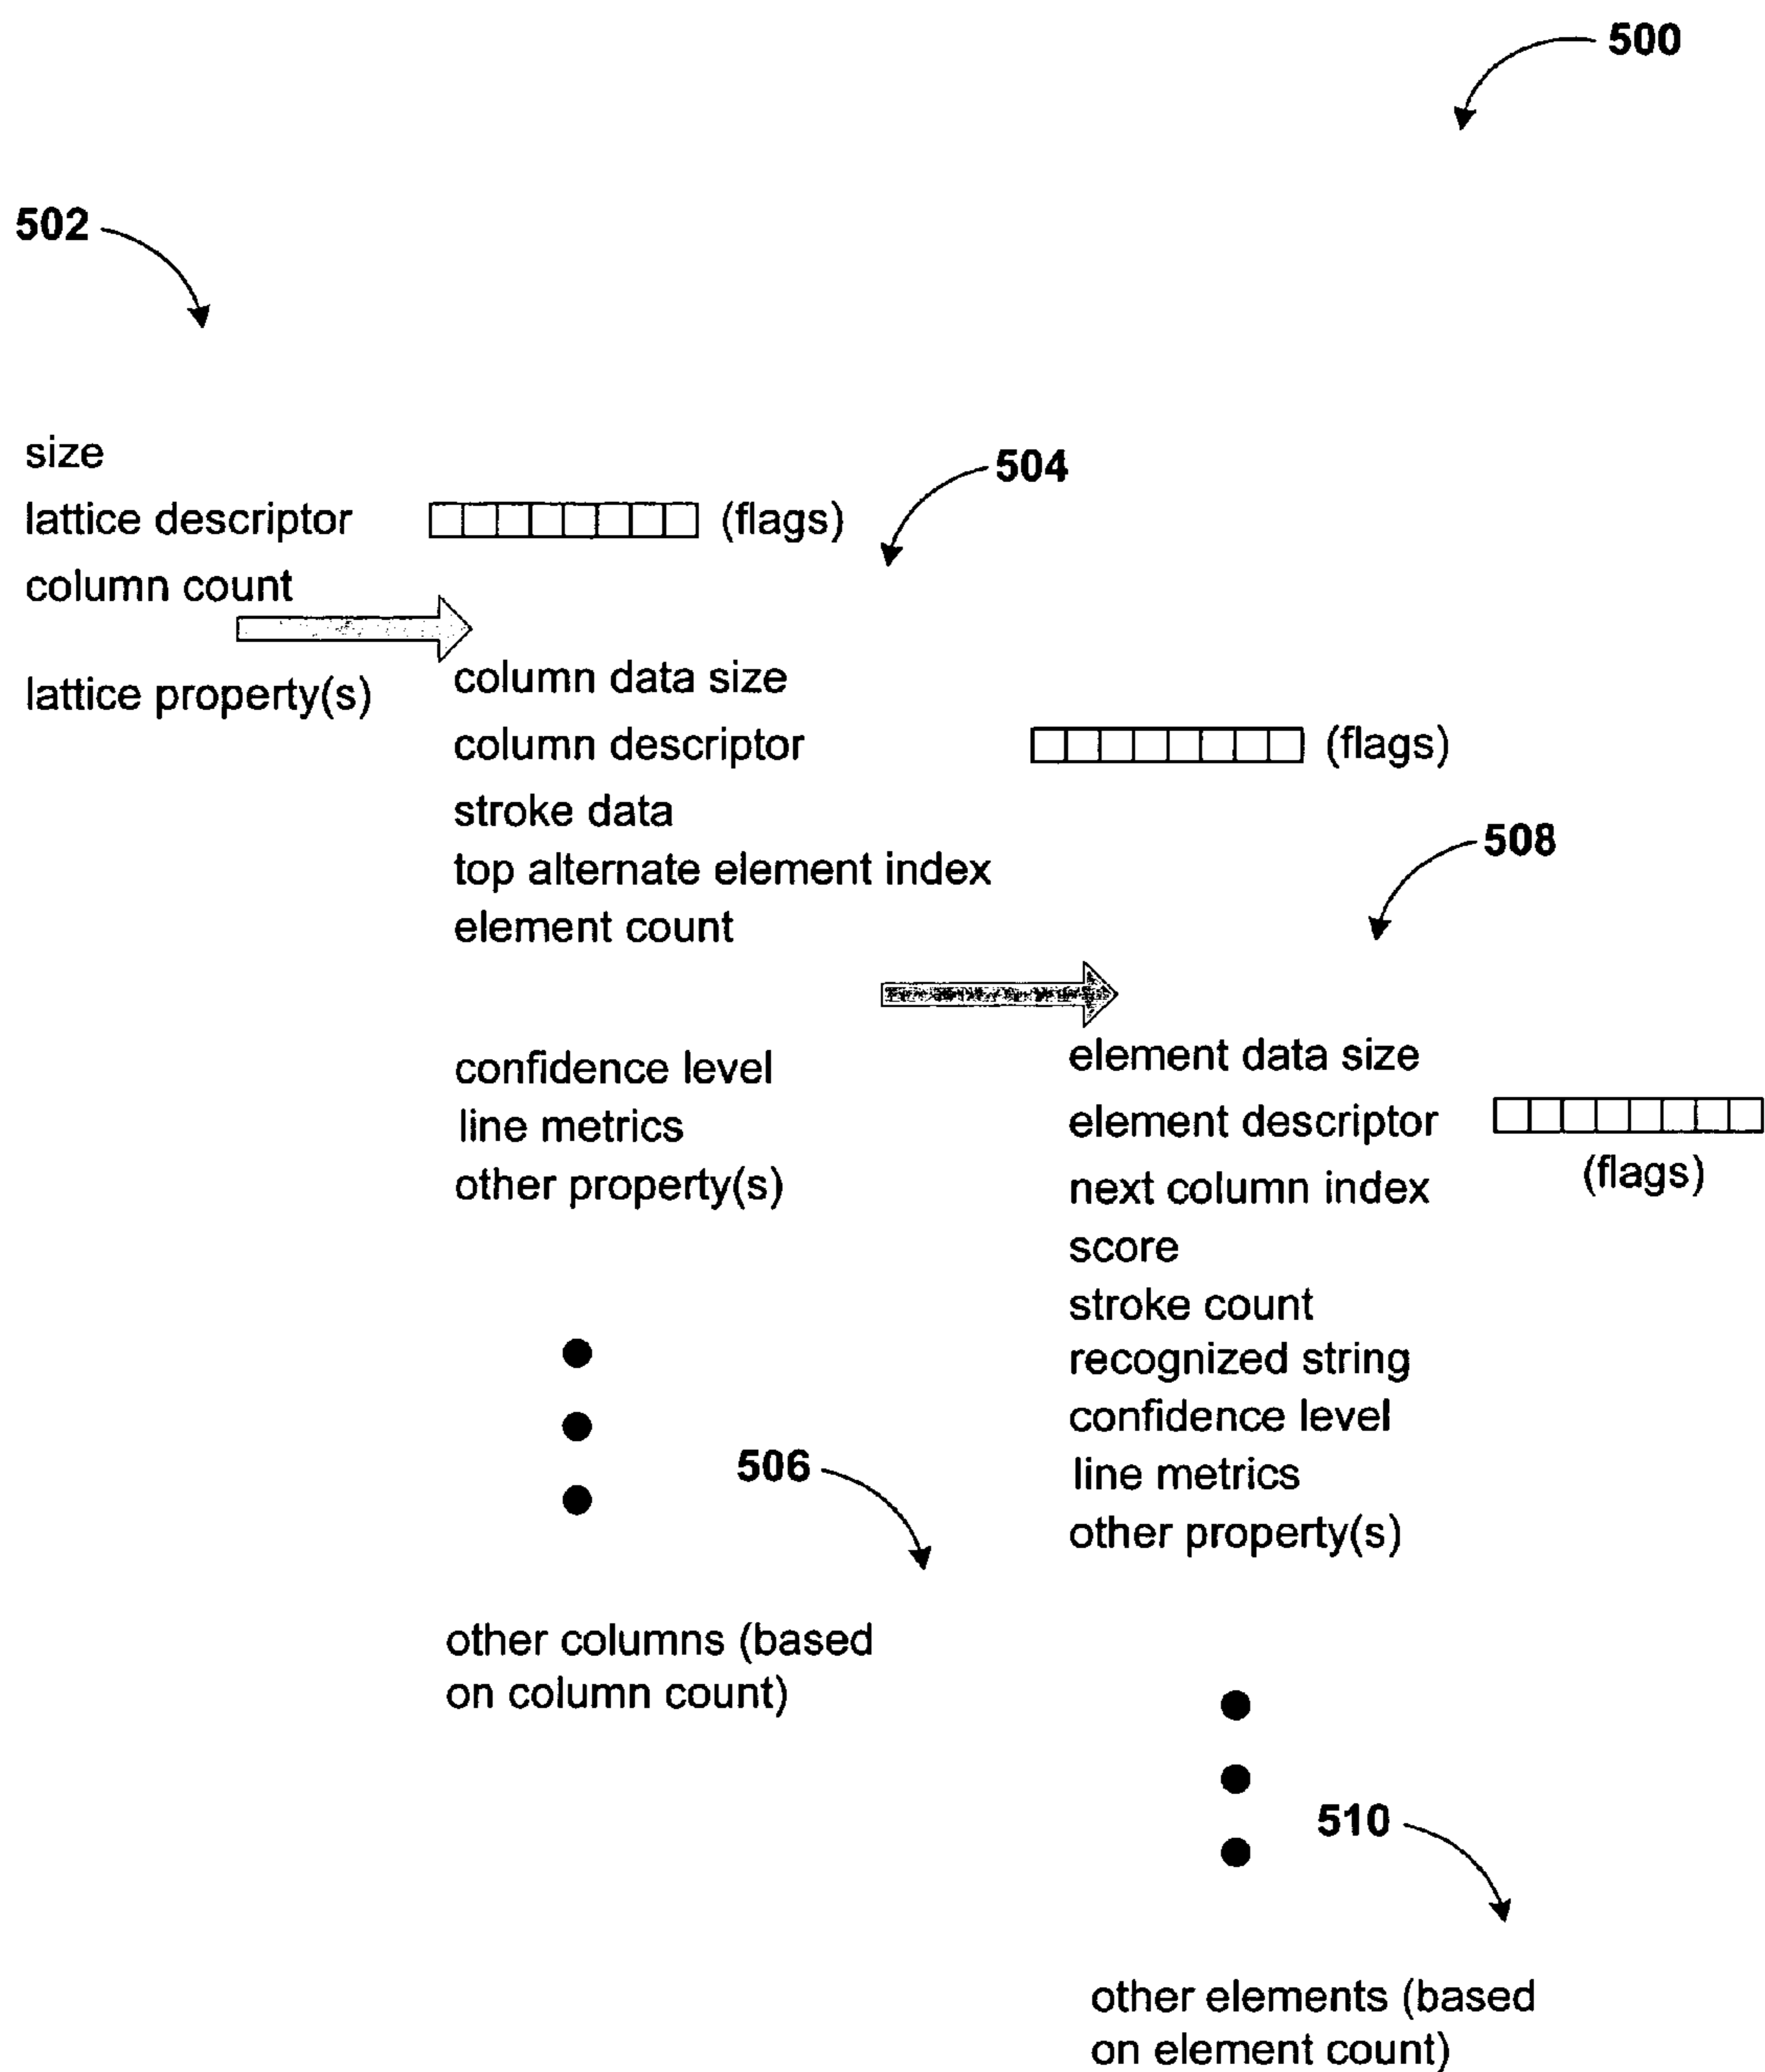 500
502
size
504
lattice descriptor (flags)
column count
lattice property(s)
column data size
column descriptor (flags)
stroke data
508
top alternate element index
element count
confidence level
element data size
line metrics
element descriptor
other property(s)
(flags)
next column index
score
stroke count
recognized string
confidence level
506
line metrics
other property(s)
other columns (based
on column count)
510
other elements (based
on element count)